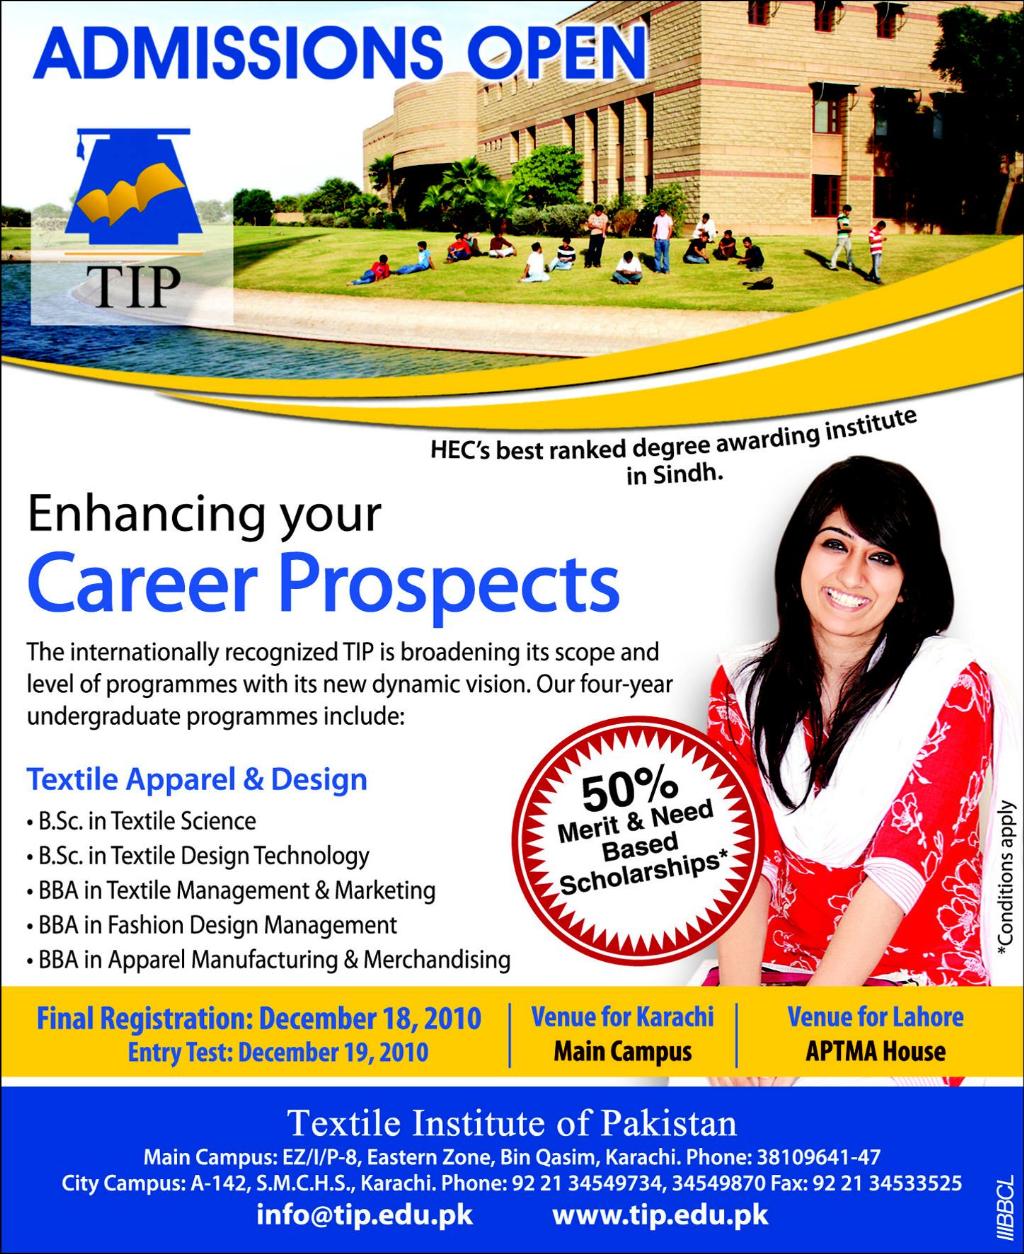 ADMISSIONS OPEN
TIP
HEC's best ranked degree awarding institute
in Sindh.
Enhancing your
Career Prospects
The internationally recognized TIP is broadening its scope and
level of programmes with its new dynamic vision. Our four-year
undergraduate programmes include:
Textile Apparel & Design
• B.Sc. in Textile Science
• B.Sc. in Textile Design Technology
• BBA in Textile Management & Marketing
• BBA in Fashion Design Management
• BBA in Apparel Manufacturing & Merchandising
50%
Merit & Need
Based
Scholarships*
*Conditions apply
Final Registration: December 18, 2010
Entry Test: December 19, 2010
Venue for Karachi
Main Campus
Venue for Lahore
APTMA House
Textile Institute of Pakistan
Main Campus: EZ/I/P-8, Eastern Zone, Bin Qasim, Karachi. Phone: 38109641-47
City Campus: A-142, S.M.C.H.S., Karachi. Phone: 92 21 34549734, 34549870 Fax: 92 21 34533525
info@tip.edu.pk www.tip.edu.pk
BBCL